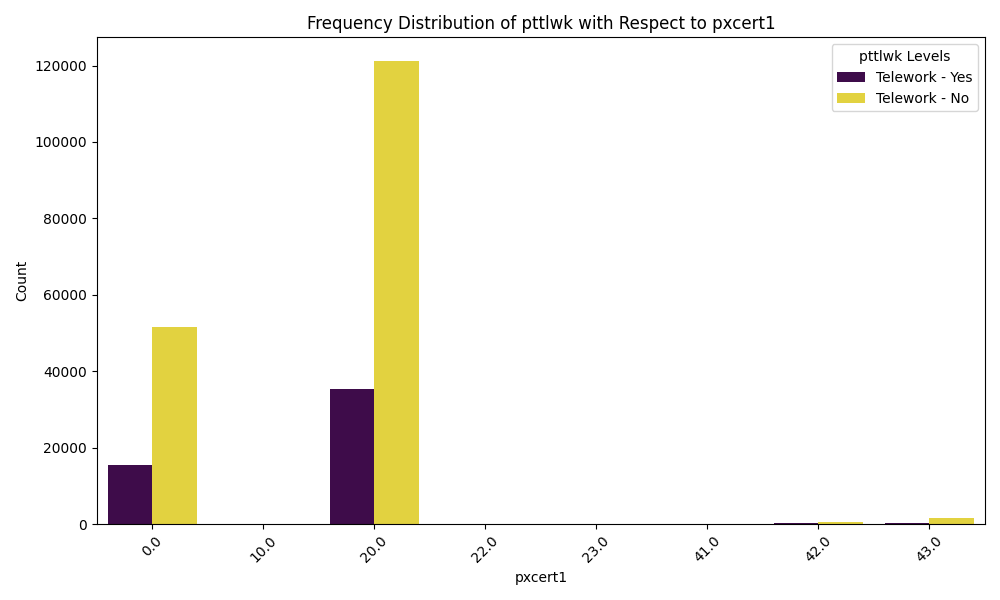 Frequency Distribution of pttlwk with Respect to pxcert1
pttlwk Levels
Telework - Yes
Telework - No
Count
120000
100000
80000
60000
40000
20000
0
0.0
10.0
20.0
22.0
23.0
41.0
42.0
43.0
pxcert1